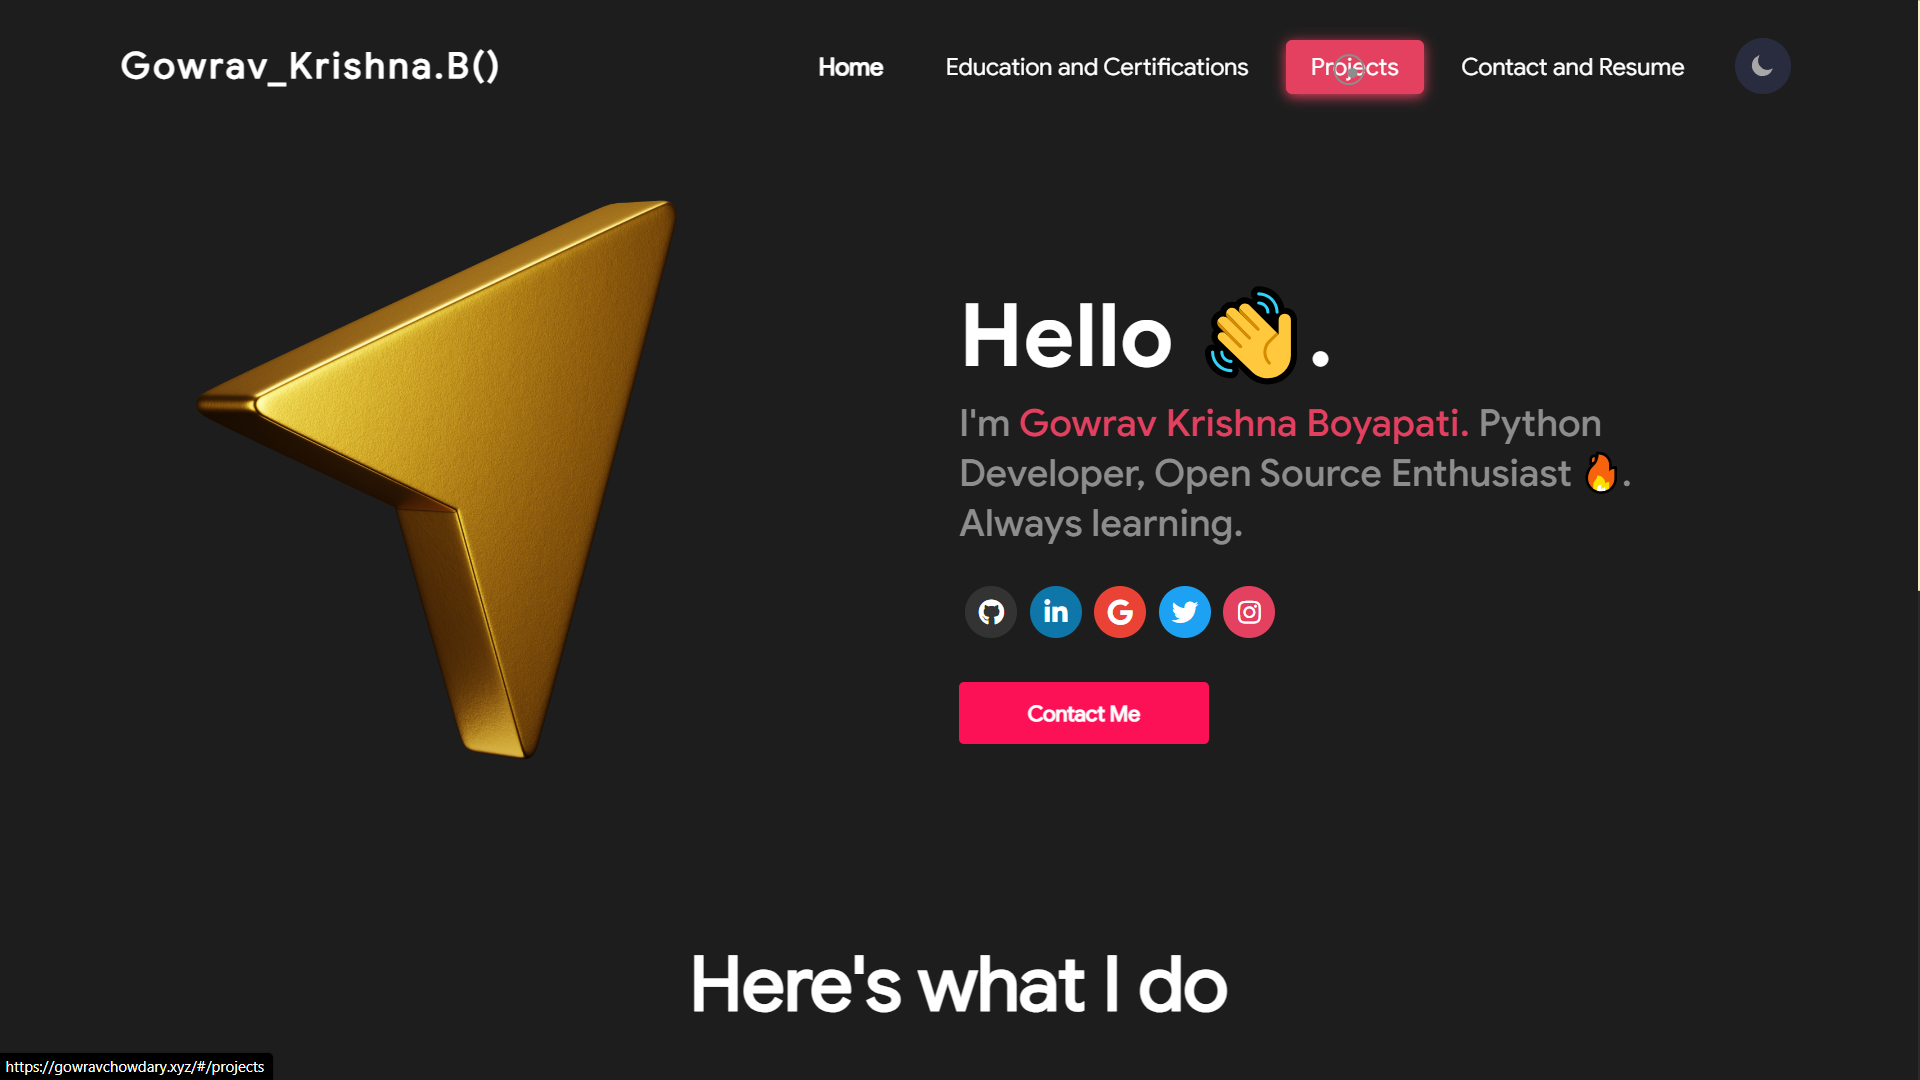 Gowrav_Krishna.B()
Home
Education and Certifications
Projects
Contact and Resume
Hello 👋.
I'm Gowrav Krishna Boyapati. Python
Developer, Open Source Enthusiast 🔥.
Always learning.
Contact Me
Here's what I do
https://gowravchowdary.xyz/#/projects